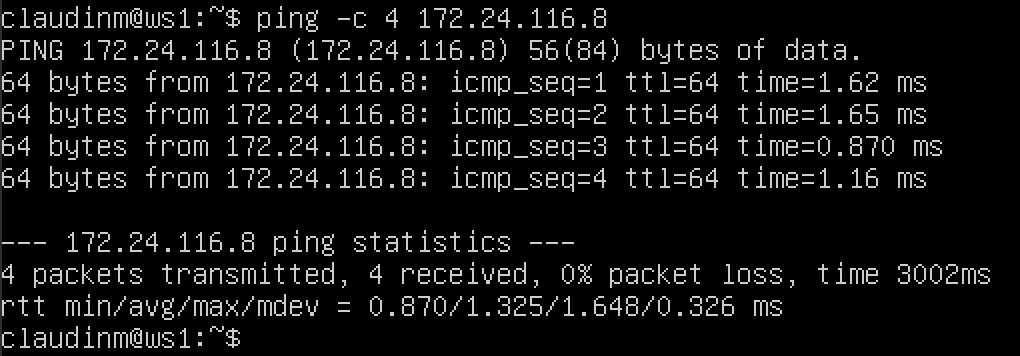 claudinm@ws1:~$ ping -c 4 172.24.116.8
PING 172.24.116.8 (172.24.116.8) 56(84) bytes of data.
64 bytes from 172.24.116.8: icmp_seq=1 ttl=64 time=1.62 ms
64 bytes from 172.24.116.8: icmp_seq=2 ttl=64 time=1.65 ms
64 bytes from 172.24.116.8: icmp_seq=3 ttl=64 time=0.870 ms
64 bytes from 172.24.116.8: icmp_seq=4 ttl=64 time=1.16 ms
--- 172.24.116.8 ping statistics ---
4 packets transmitted, 4 received, 0% packet loss, time 3002ms
rtt min/avg/max/mdev = 0.870/1.325/1.648/0.326 ms
claudinm@ws1:~$